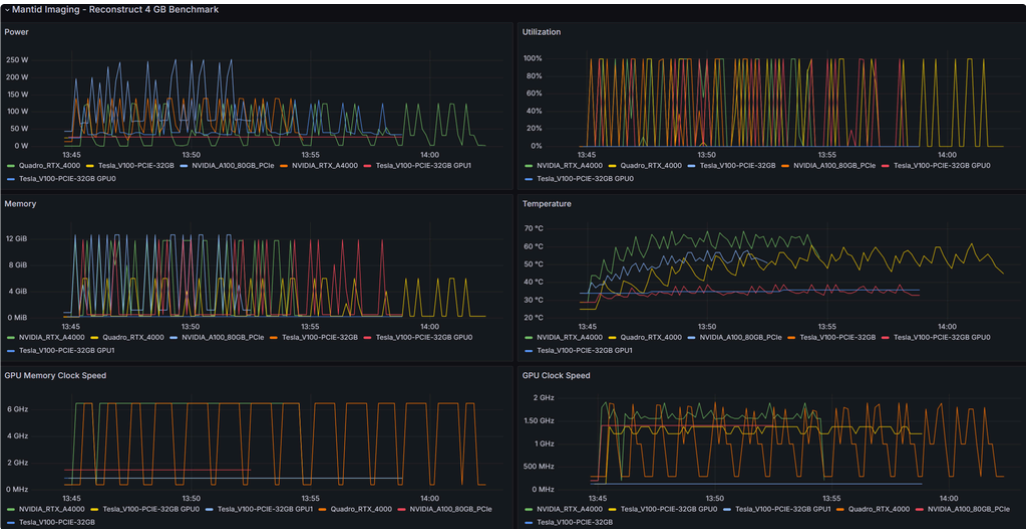 Mantid Imaging - Reconstruct 4 GB Benchmark
Power
250 W
200 W
150 W
100 W
50 W
0 W
13:45 13:50 13:55 14:00
Quadro_RTX_4000 Tesla_V100-PCIE-32GB NVIDIA_A100_80GB_PCIe NVIDIA_RTX_A4000 Tesla_V100-PCIE-32GB GPU1
Tesla_V100-PCIE-32GB GPU0
Utilization
100%
80%
60%
40%
20%
0%
13:45 13:50 13:55 14:00
NVIDIA_RTX_A4000 Quadro_RTX_4000 Tesla_V100-PCIE-32GB NVIDIA_A100_80GB_PCIe Tesla_V100-PCIE-32GB GPU0
Tesla_V100-PCIE-32GB GPU1
Memory
12 GiB
8 GiB
4 GiB
0 MiB
13:45 13:50 13:55 14:00
NVIDIA_RTX_A4000 Quadro_RTX_4000 NVIDIA_A100_80GB_PCIe Tesla_V100-PCIE-32GB Tesla_V100-PCIE-32GB GPU0
Tesla_V100-PCIE-32GB GPU1
Temperature
70 °C
60 °C
50 °C
40 °C
30 °C
20 °C
13:45 13:50 13:55 14:00
NVIDIA_RTX_A4000 Quadro_RTX_4000 NVIDIA_A100_80GB_PCIe Tesla_V100-PCIE-32GB Tesla_V100-PCIE-32GB GPU0
Tesla_V100-PCIE-32GB GPU1
GPU Memory Clock Speed
6 GHz
4 GHz
2 GHz
0 MHz
13:45 13:50 13:55 14:00
NVIDIA_RTX_A4000 Tesla_V100-PCIE-32GB GPU0 Tesla_V100-PCIE-32GB GPU1 Quadro_RTX_4000 NVIDIA_A100_80GB_PCIe
Tesla_V100-PCIE-32GB
GPU Clock Speed
2 GHz
1.50 GHz
1 GHz
500 MHz
0 MHz
13:45 13:50 13:55 14:00
NVIDIA_RTX_A4000 Tesla_V100-PCIE-32GB GPU0 Tesla_V100-PCIE-32GB GPU1 Quadro_RTX_4000 NVIDIA_A100_80GB_PCIe
Tesla_V100-PCIE-32GB